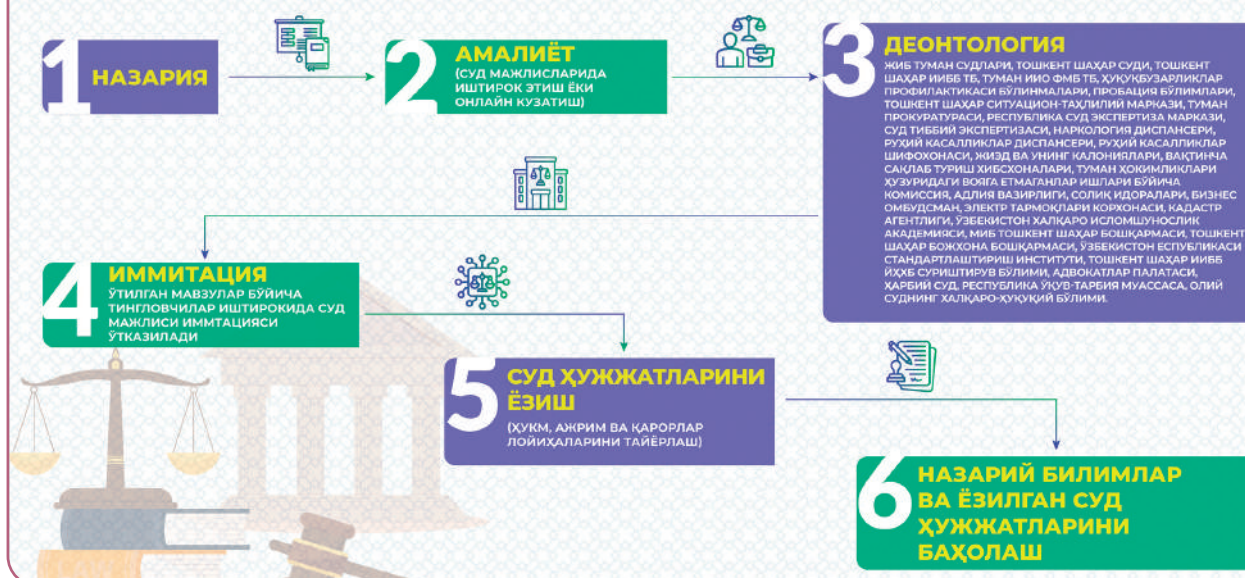 1 НАЗАРИЯ
2 АМАЛИЁТ
(СУД МАЖЛИСЛАРИДА
ИШТИРОК ЭТИШ ЁКИ
ОНЛАЙН КУЗАТИШ)
3 ДЕОНТОЛОГИЯ
ЖИБ ТУМАН СУДЛАРИ, ТОШКЕНТ ШАҲАР СУДИ, ТОШКЕНТ
ШАҲАР ИИББ ТБ, ТУМАН ИИО ФМБ ТБ, ҲУҚУҚБУЗАРЛИКЛАР
ПРОФИЛАКТИКАСИ БЎЛИНМАЛАРИ, ПРОБАЦИЯ БЎЛИМЛАРИ,
ТОШКЕНТ ШАҲАР СИТУАЦИОН-ТАҲЛИЛИЙ МАРКАЗИ, ТУМАН
ПРОКУРАТУРАСИ, РЕСПУБЛИКА СУД ЭКСПЕРТИЗА МАРКАЗИ,
СУД ТИББИЙ ЭКСПЕРТИЗАСИ, НАРКОЛОГИЯ ДИСПАНСЕРИ,
РУҲИЙ КАСАЛЛИКЛАР ДИСПАНСЕРИ, РУҲИЙ КАСАЛЛИКЛАР
ШИФОХОНАСИ, ЖИЭД ВА УНИНГ КАЛОНИЯЛАРИ, ВАҚТИНЧА
САҚЛАБ ТУРИШ ХИБСХОНАЛАРИ, ТУМАН ҲОКИМЛИКЛАРИ
ҲУЗУРИДАГИ ВОЯГА ЕТМАГАНЛАР ИШЛАРИ БЎЙИЧА
КОМИССИЯ, АДЛИЯ ВАЗИРЛИГИ, СОЛИҚ ИДОРАЛАРИ, БИЗНЕС
ОМБУДСМАН, ЭЛЕКТР ТАРМОҚЛАРИ КОРХОНАСИ, КАДАСТР
АГЕНТЛИГИ, ЎЗБЕКИСТОН ХАЛҚАРО ИСЛОМШУНОСЛИК
АКАДЕМИЯСИ, МИБ ТОШКЕНТ ШАҲАР БОШҚАРМАСИ, ТОШКЕНТ
ШАҲАР БОЖХОНА БОШҚАРМАСИ, ЎЗБЕКИСТОН ЕСПУБЛИКАСИ
СТАНДАРТЛАШТИРИШ ИНСТИТУТИ, ТОШКЕНТ ШАҲАР ИИББ
ЙҲХБ СУРИШТИРУВ БЎЛИМИ, АДВОКАТЛАР ПАЛАТАСИ,
ҲАРБИЙ СУД, РЕСПУБЛИКА ЎҚУВ-ТАРБИЯ МУАССАСА, ОЛИЙ
СУДНИНГ ХАЛҚАРО-ҲУҚУҚИЙ БЎЛИМИ.
4 ИММИТАЦИЯ
ЎТИЛГАН МАВЗУЛАР БЎЙИЧА
ТИНГЛОВЧИЛАР ИШТИРОКИДА СУД
МАЖЛИСИ ИММТАЦИЯСИ
ЎТКАЗИЛАДИ
5 СУД ҲУЖЖАТЛАРИНИ
ЁЗИШ
(ҲУКМ, АЖРИМ ВА ҚАРОРЛАР
ЛОЙИҲАЛАРИНИ ТАЙЁРЛАШ)
6 НАЗАРИЙ БИЛИМЛАР
ВА ЁЗИЛГАН СУД
ҲУЖЖАТЛАРИНИ
БАҲОЛАШ